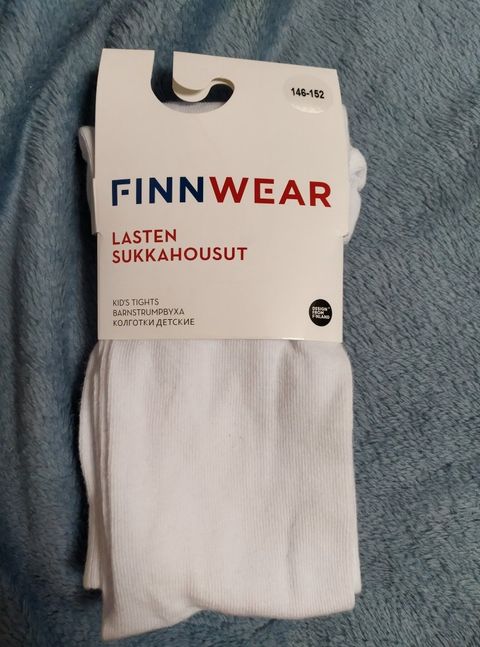 146-152
FINNWEAR
LASTEN
SUKKAHOUSUT
KID'S TIGHTS
BARNSTRUMPBYXA
КОЛГОТКИ ДЕТСКИЕ
DESIGN
FROM
FINLAND